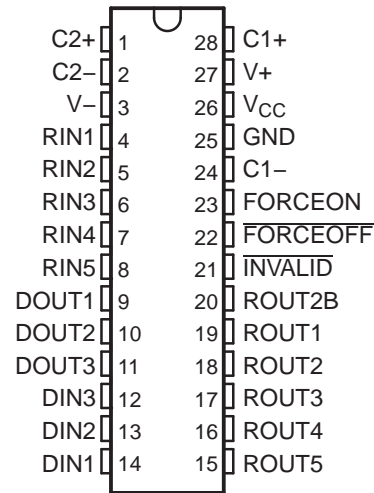 C2+ 1 28 C1+
C2− 2 27 V+
V− 3 26 VCC
RIN1 4 25 GND
RIN2 5 24 C1−
RIN3 6 23 FORCEON
RIN4 7 22 FORCEOFF
RIN5 8 21 INVALID
DOUT1 9 20 ROUT2B
DOUT2 10 19 ROUT1
DOUT3 11 18 ROUT2
DIN3 12 17 ROUT3
DIN2 13 16 ROUT4
DIN1 14 15 ROUT5